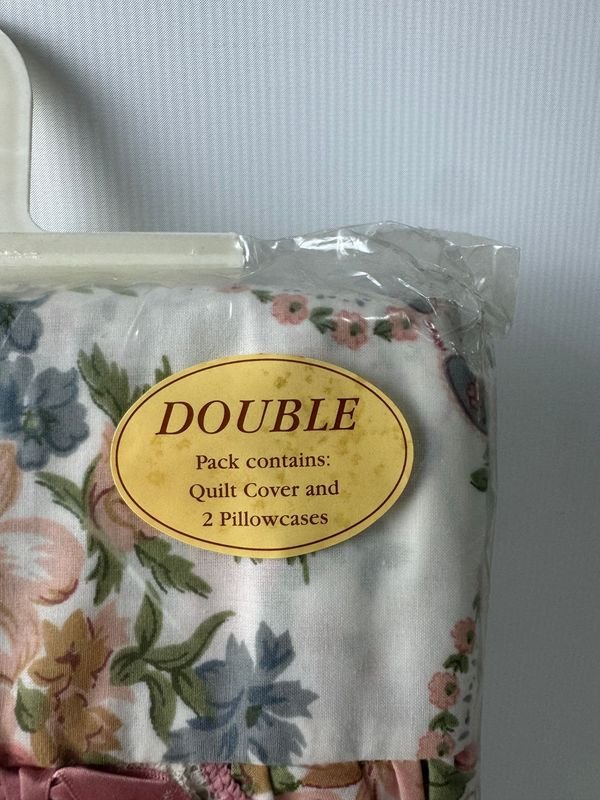 DOUBLE
Pack contains:
Quilt Cover and
2 Pillowcases